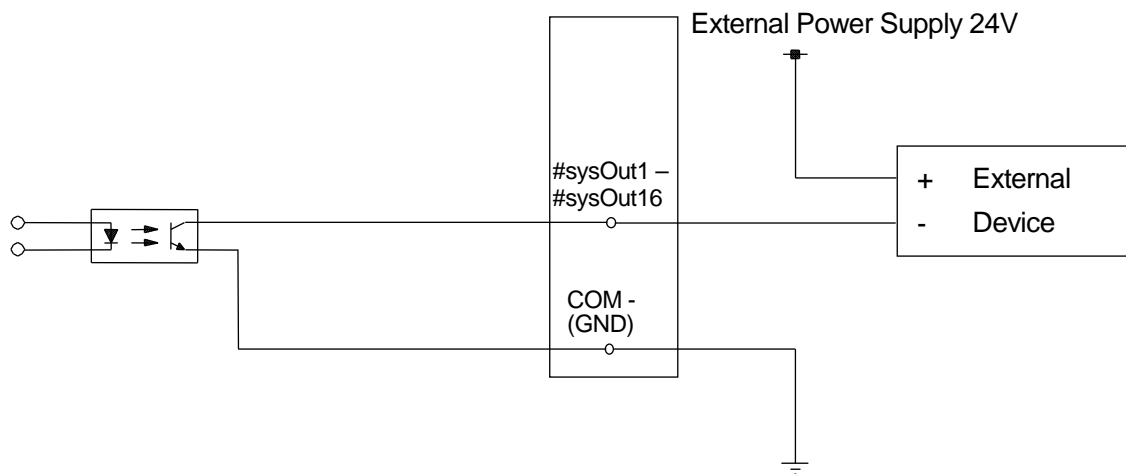 External Power Supply 24V
#sysOut1 –
#sysOut16
+ External
- Device
COM -
(GND)